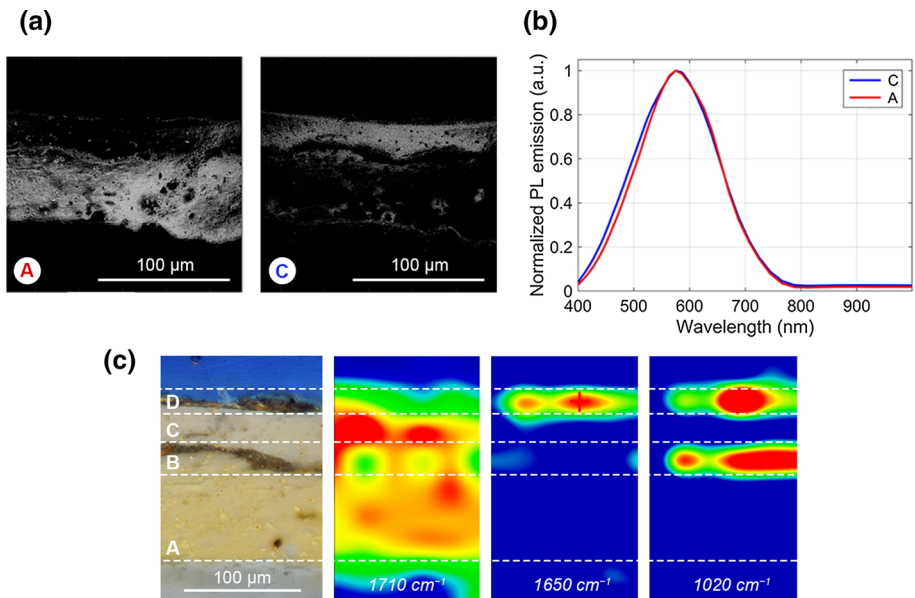 (a)
(b)
A
100 μm
C
100 μm
Normalized PL emission (a.u.)
1
0.8
0.6
0.4
0.2
0
400
500
600
700
800
900
Wavelength (nm)
C
A
(c)
D
C
B
A
100 μm
1710 cm⁻¹
1650 cm⁻¹
1020 cm⁻¹